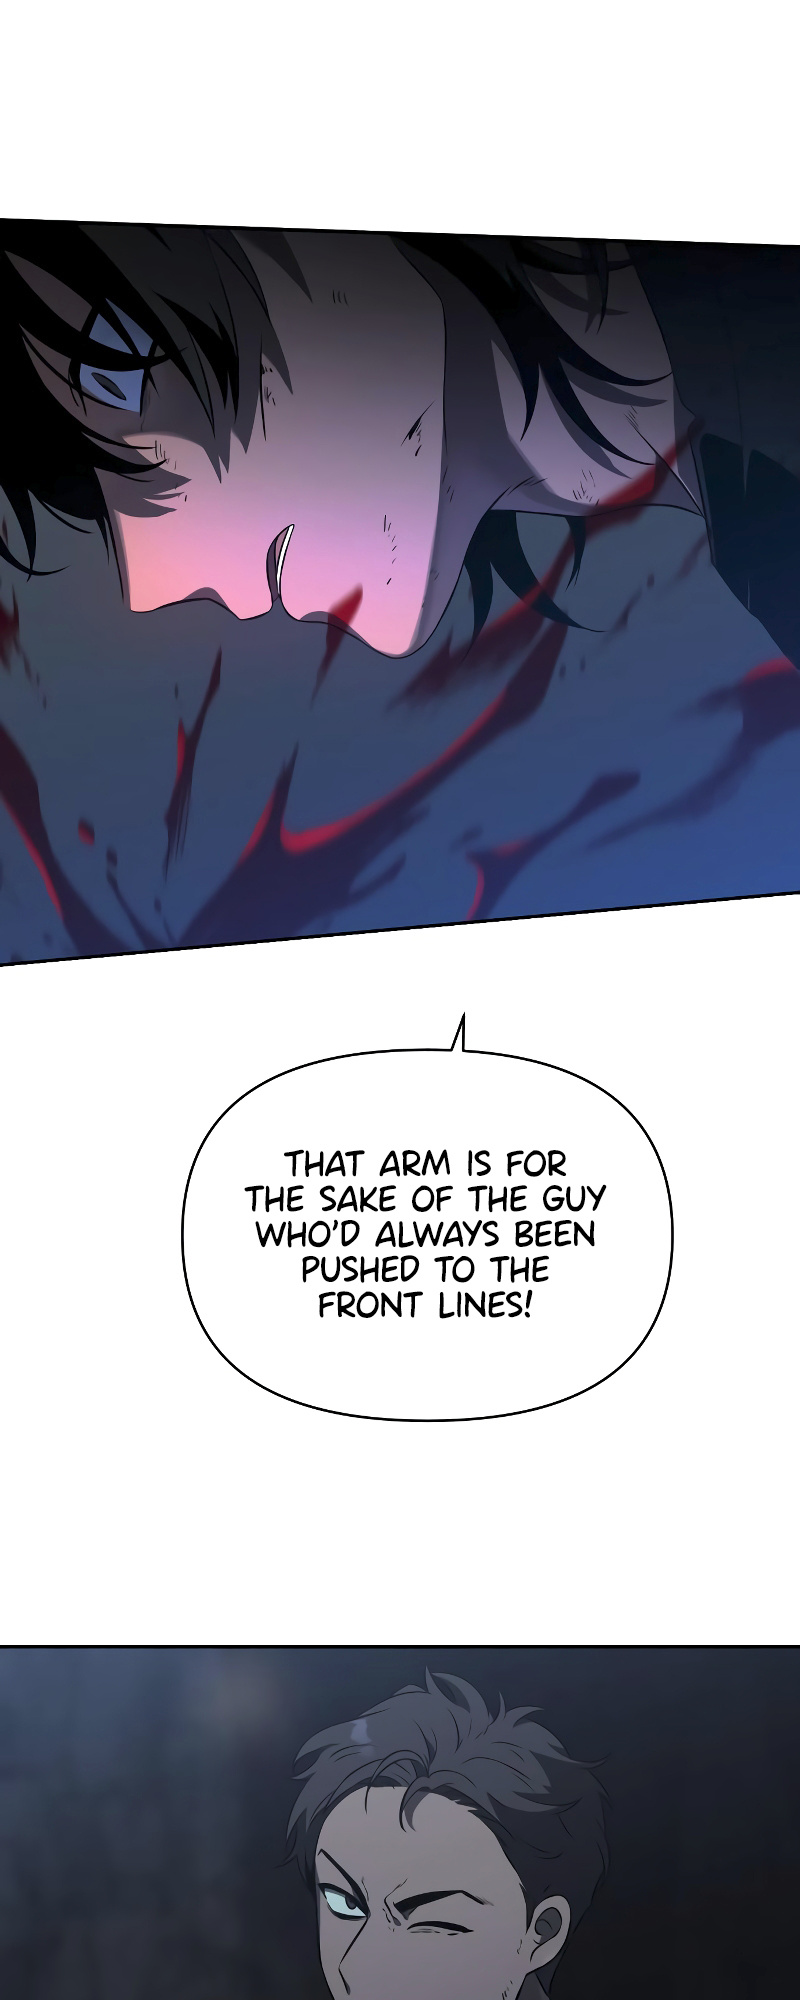 THAT ARM IS FOR
THE SAKE OF THE GUY
WHO'D ALWAYS BEEN
PUSHED TO THE
FRONT LINES!